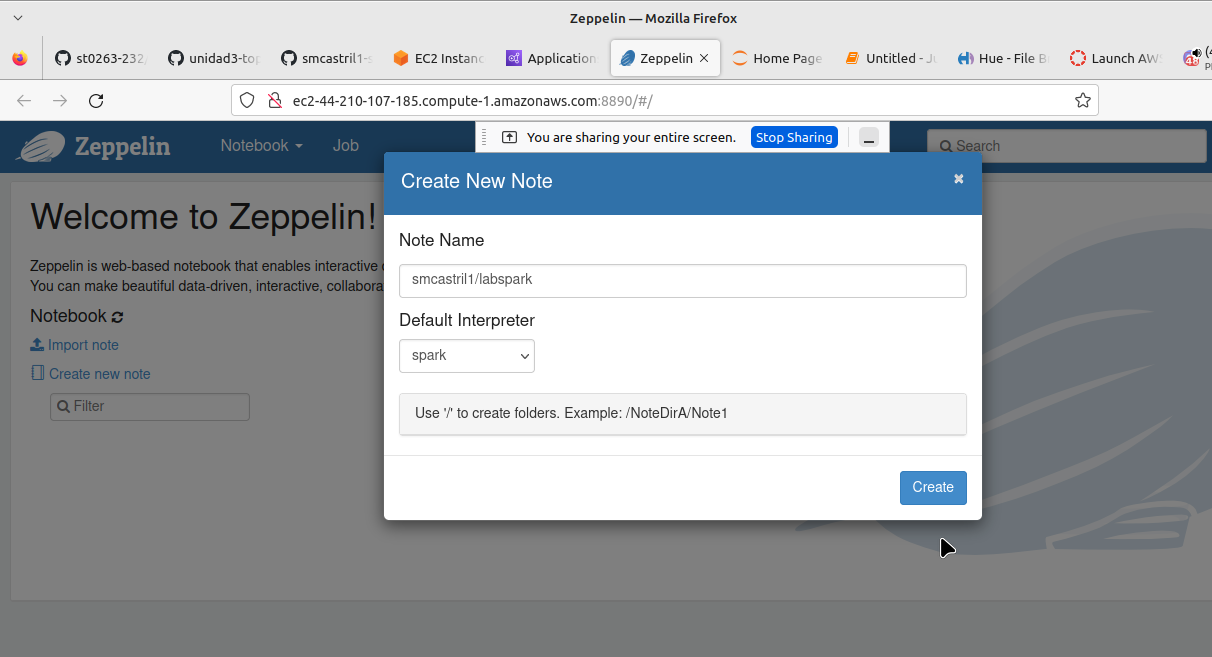 Zeppelin — Mozilla Firefox
st0263-232
unidad3-top
smcastril1-s
EC2 Instanc
Application
Zeppelin
Home Page
Untitled - Ju
Hue - File B
Launch AW
ec2-44-210-107-185.compute-1.amazonaws.com:8890/#/
You are sharing your entire screen.
Stop Sharing
Zeppelin
Notebook
Job
Search
Create New Note
Welcome to Zeppelin!
Note Name
Zeppelin is web-based notebook that enables interactive
smcastril1/labspark
You can make beautiful data-driven, interactive, collabora
Notebook
Default Interpreter
Import note
spark
Create new note
Filter
Use '/' to create folders. Example: /NoteDirA/Note1
Create